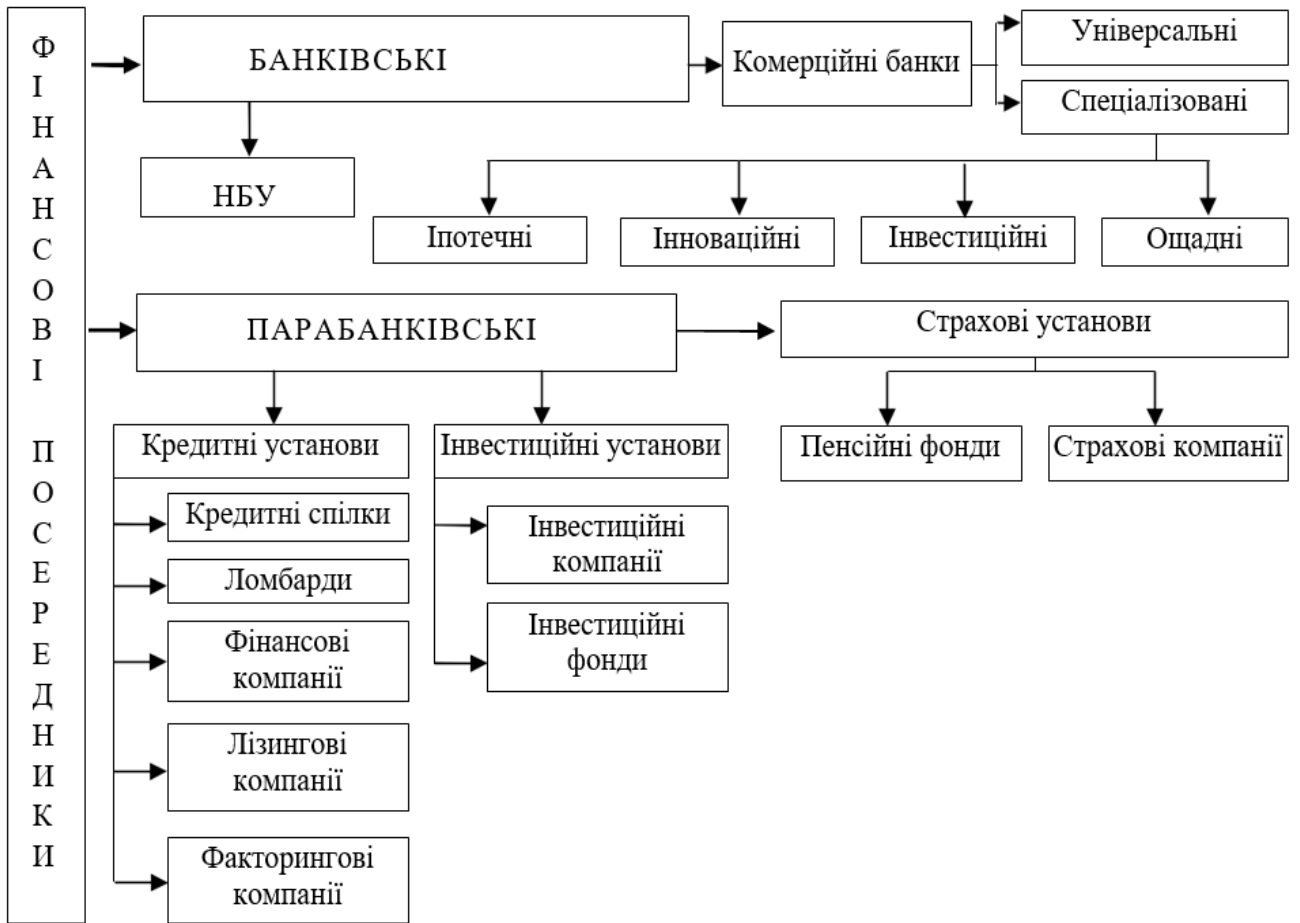 ФІНАНСОВІ ПОСЕРЕДНИКИ
БАНКІВСЬКІ
Комерційні банки
Універсальні
Спеціалізовані
НБУ
Іпотечні
Інноваційні
Інвестиційні
Ощадні
ПАРАБАНКІВСЬКІ
Страхові установи
Кредитні установи
Інвестиційні установи
Пенсійні фонди
Страхові компанії
Кредитні спілки
Ломбарди
Фінансові
компанії
Лізингові
компанії
Факторингові
компанії
Інвестиційні
компанії
Інвестиційні
фонди